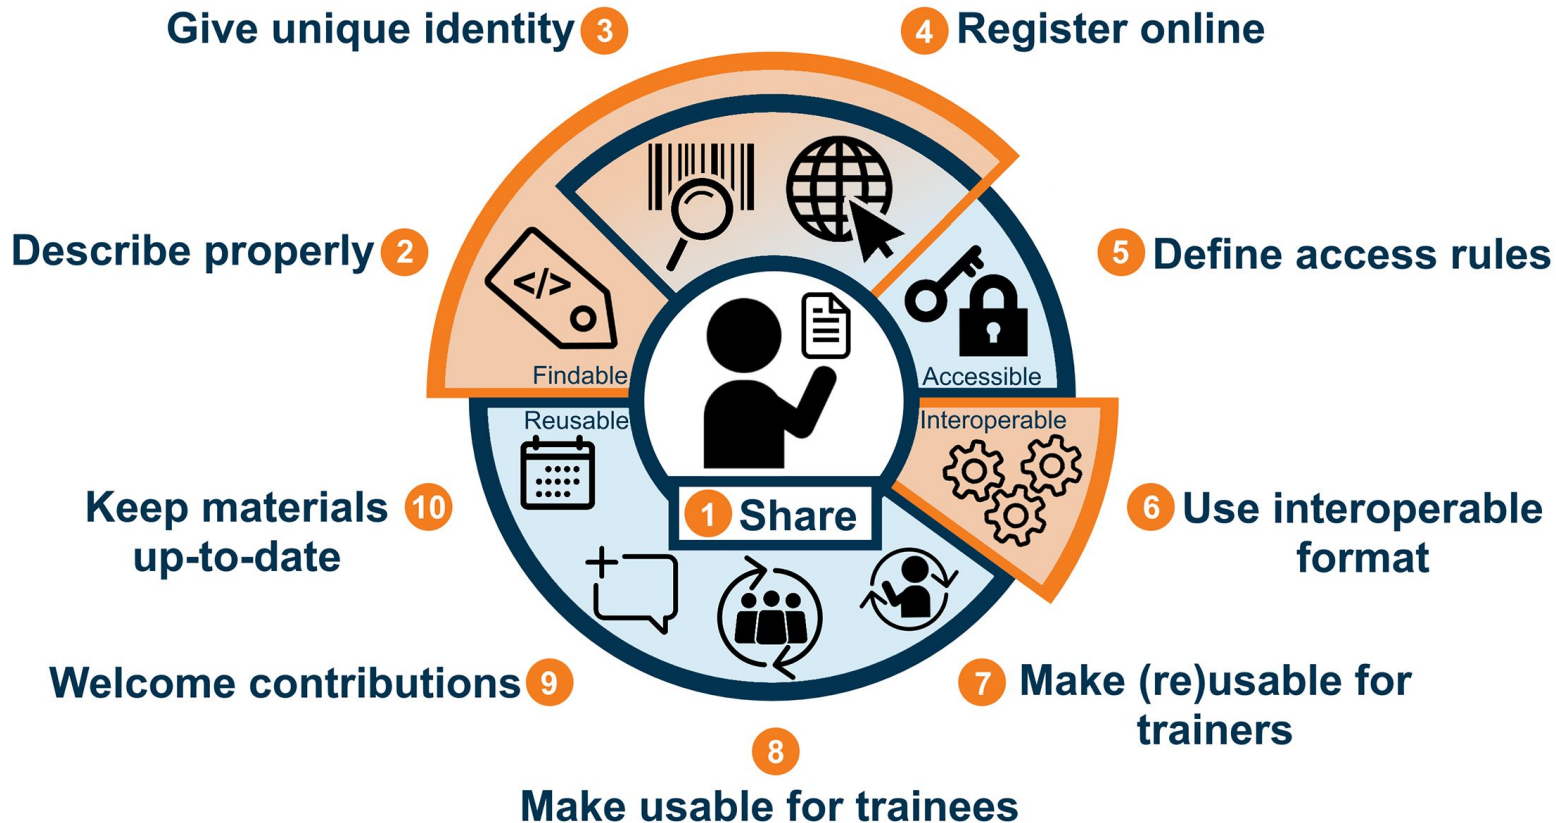 Give unique identity 3
4 Register online
Describe properly 2
5 Define access rules
</>
Findable
Accessible
Reusable
Interoperable
1 Share
Keep materials 10
up-to-date
6 Use interoperable
format
Welcome contributions 9
7 Make (re)usable for
trainers
8
Make usable for trainees